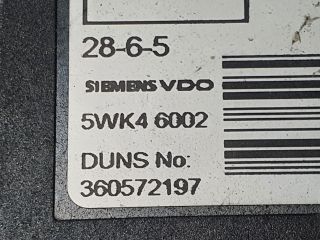 28-6-5
SIEMENS VDO
5WK4 6002
DUNS No:
360572197